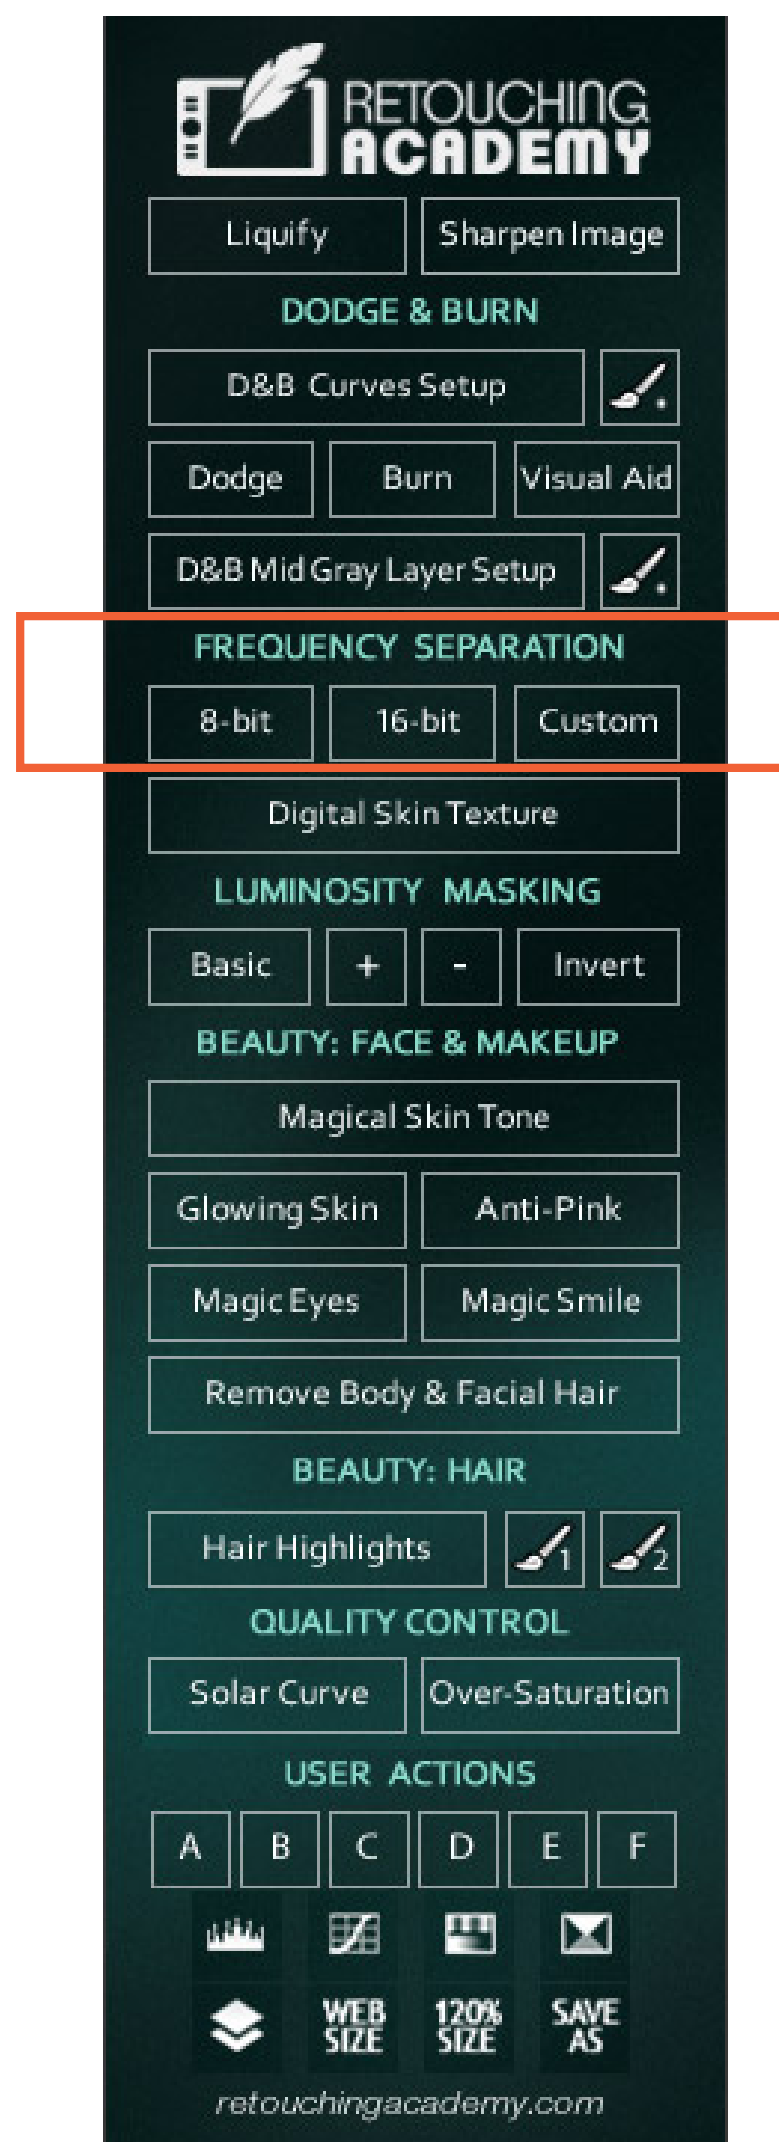 RETOUCHING
ACADEMY
Liquify Sharpen Image
DODGE & BURN
D&B Curves Setup
Dodge Burn Visual Aid
D&B Mid Gray Layer Setup
FREQUENCY SEPARATION
8-bit 16-bit Custom
Digital Skin Texture
LUMINOSITY MASKING
Basic + - Invert
BEAUTY: FACE & MAKEUP
Magical Skin Tone
Glowing Skin Anti-Pink
Magic Eyes Magic Smile
Remove Body & Facial Hair
BEAUTY: HAIR
Hair Highlights 1 2
QUALITY CONTROL
Solar Curve Over-Saturation
USER ACTIONS
A B C D E F
WEB SIZE 120% SIZE SAVE AS
retouchingacademy.com